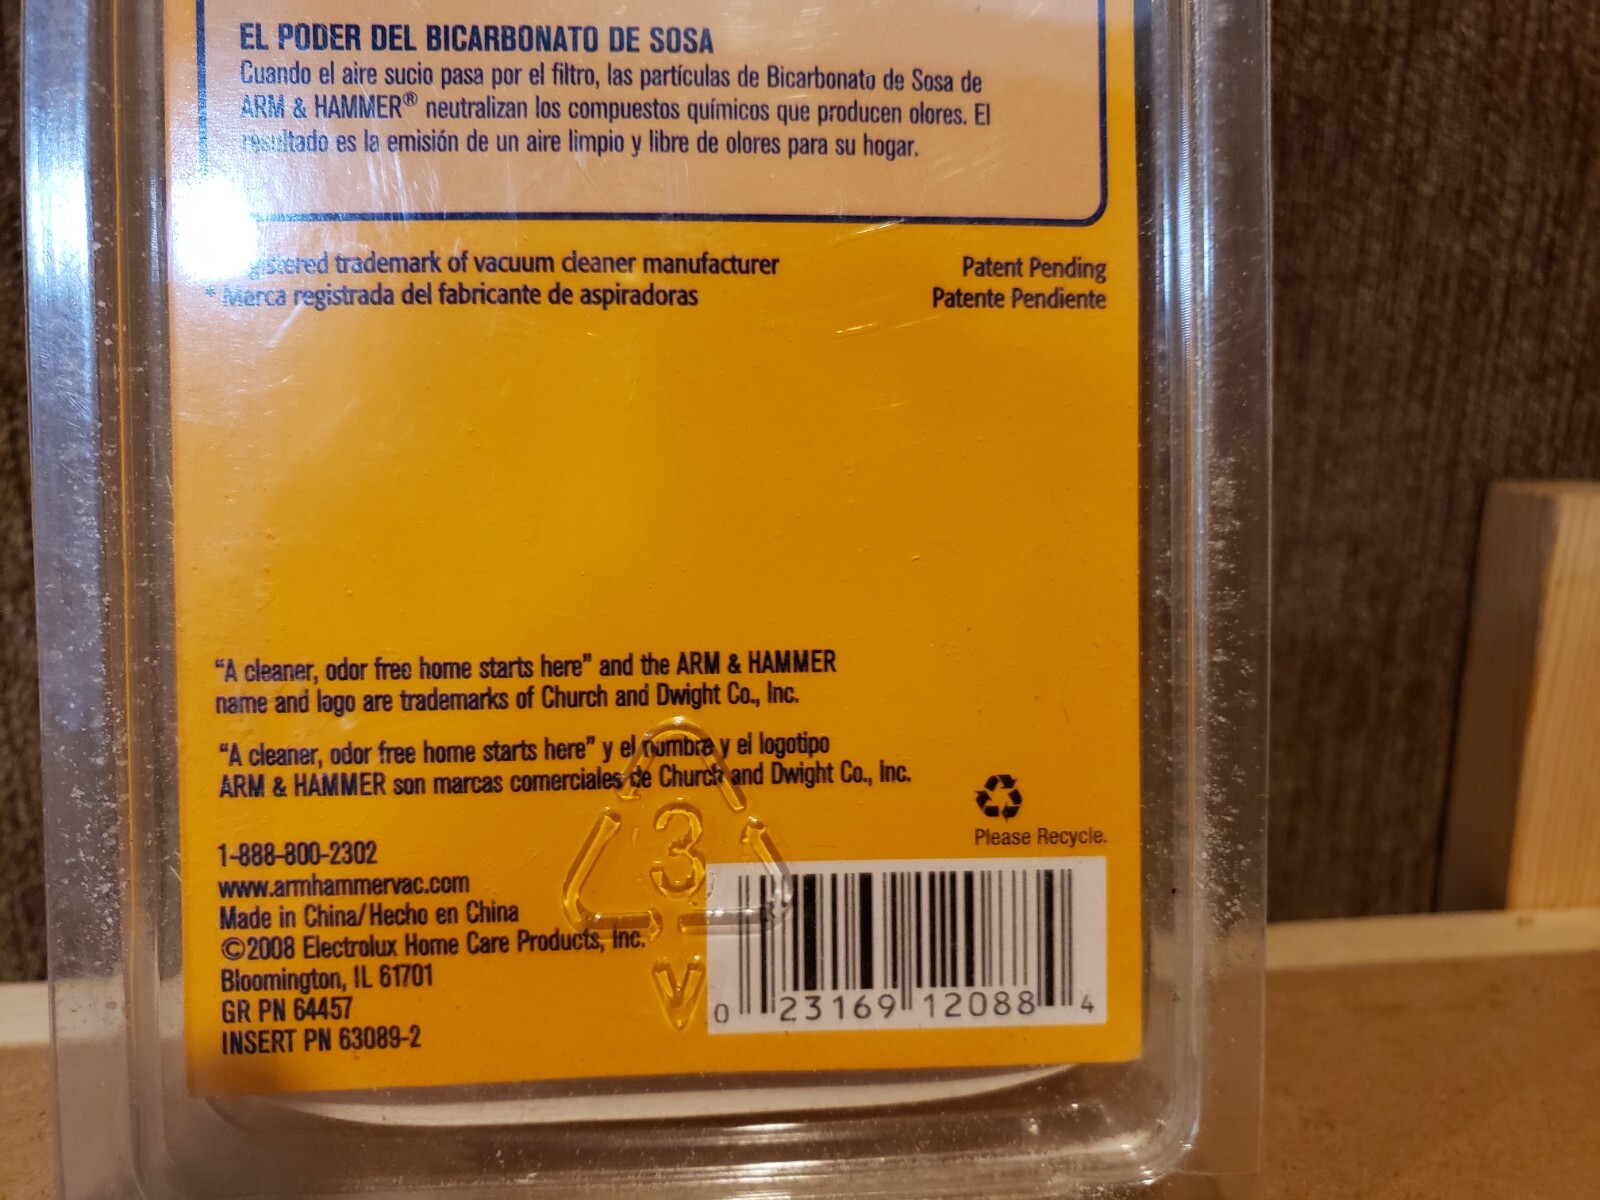 EL PODER DEL BICARBONATO DE SOSA
Cuando el aire sucio pasa por el filtro, las partículas de Bicarbonato de Sosa de
ARM & HAMMER® neutralizan los compuestos químicos que producen olores. El
resultado es la emisión de un aire limpio y libre de olores para su hogar.
trademark of vacuum cleaner manufacturer
* Marca registrada del fabricante de aspiradoras
Patent Pending
Patente Pendiente
“A cleaner, odor free home starts here” and the ARM & HAMMER
name and logo are trademarks of Church and Dwight Co., Inc.
“A cleaner, odor free home starts here” y el nombre y el logotipo
ARM & HAMMER son marcas comerciales de Church and Dwight Co., Inc.
Please Recycle.
1-888-800-2302
www.armhammervac.com
Made in China/Hecho en China
©2008 Electrolux Home Care Products, Inc.
Bloomington, IL 61701
GR PN 64457
INSERT PN 63089-2
3
V
0 23169 12088 4